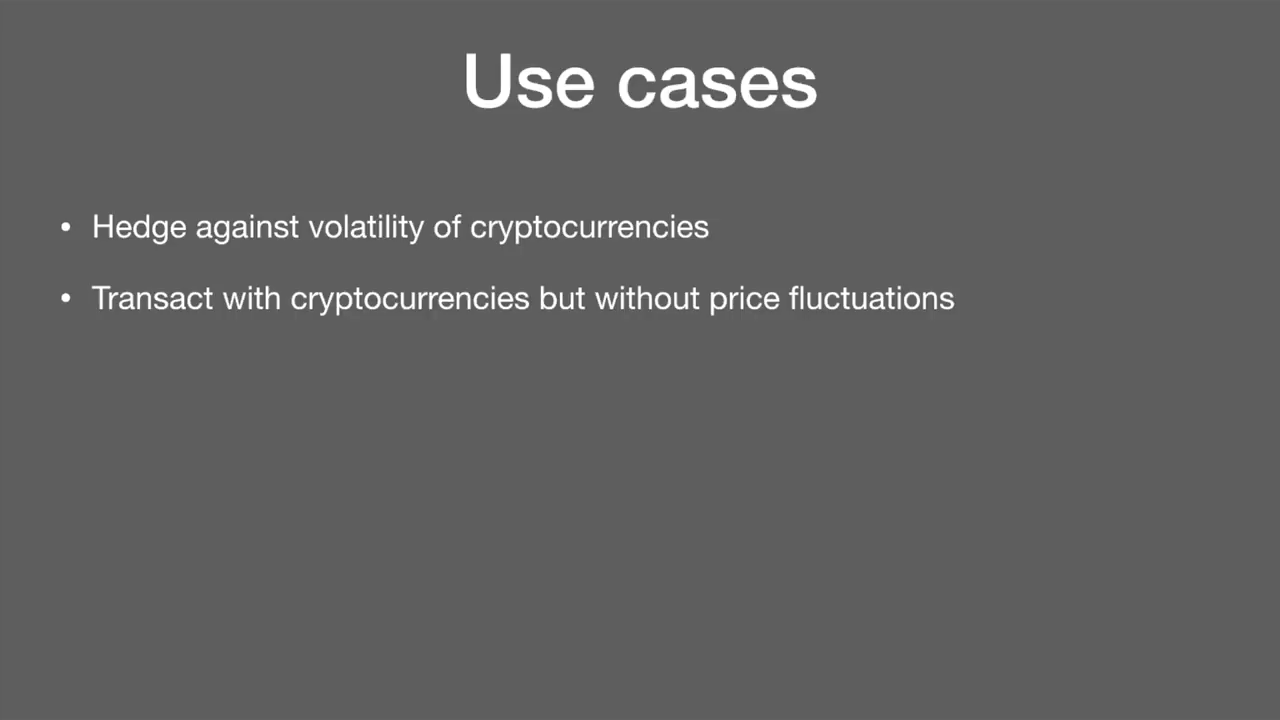 Use cases
• Hedge against volatility of cryptocurrencies
• Transact with cryptocurrencies but without price fluctuations